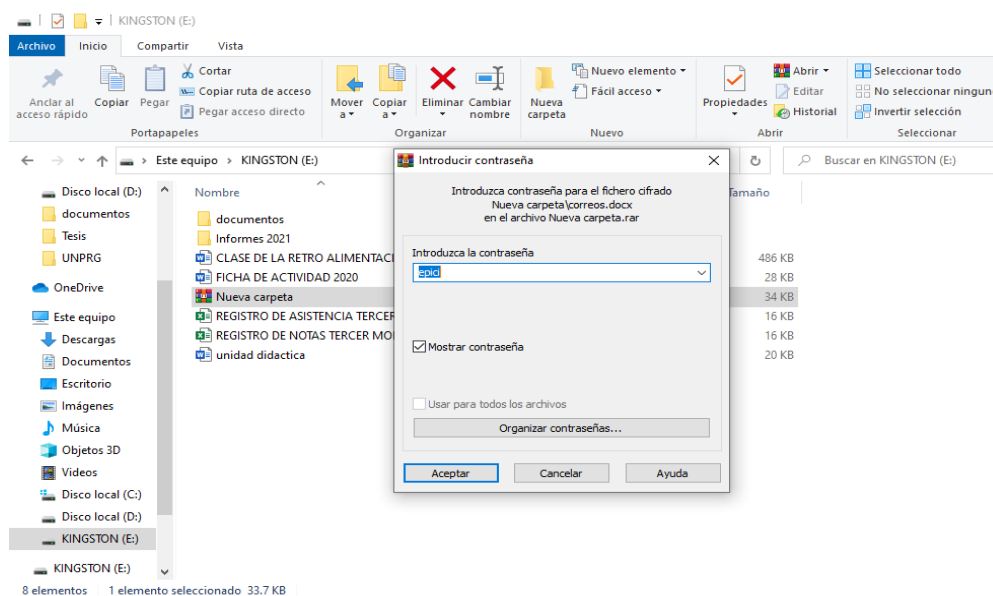 KINGSTON (E:)
Archivo Inicio Compartir Vista
Anclar al acceso rápido
Copiar
Pegar
Cortar
Copiar ruta de acceso
Pegar acceso directo
Portapapeles
Mover a
Copiar a
Eliminar
Cambiar nombre
Organizar
Nueva carpeta
Nuevo elemento
Fácil acceso
Nuevo
Propiedades
Abrir
Editar
Historial
Abrir
Seleccionar todo
No seleccionar ningun
Invertir selección
Seleccionar
Este equipo › KINGSTON (E:)
Buscar en KINGSTON (E:)
Disco local (D:)
documentos
Tesis
UNPRG
OneDrive
Este equipo
Descargas
Documentos
Escritorio
Imágenes
Música
Objetos 3D
Videos
Disco local (C:)
Disco local (D:)
KINGSTON (E:)
KINGSTON (E:)
Nombre
Tamaño
documentos
Informes 2021
CLASE DE LA RETRO ALIMENTACI 486 KB
FICHA DE ACTIVIDAD 2020 28 KB
Nueva carpeta 34 KB
REGISTRO DE ASISTENCIA TERCER 16 KB
REGISTRO DE NOTAS TERCER MO 16 KB
unidad didactica 20 KB
Introducir contraseña
Introduzca contraseña para el fichero cifrado
Nueva carpeta\correos.docx
en el archivo Nueva carpeta.rar
Introduzca la contraseña
epici
Mostrar contraseña
Usar para todos los archivos
Organizar contraseñas...
Aceptar Cancelar Ayuda
8 elementos 1 elemento seleccionado 33.7 KB